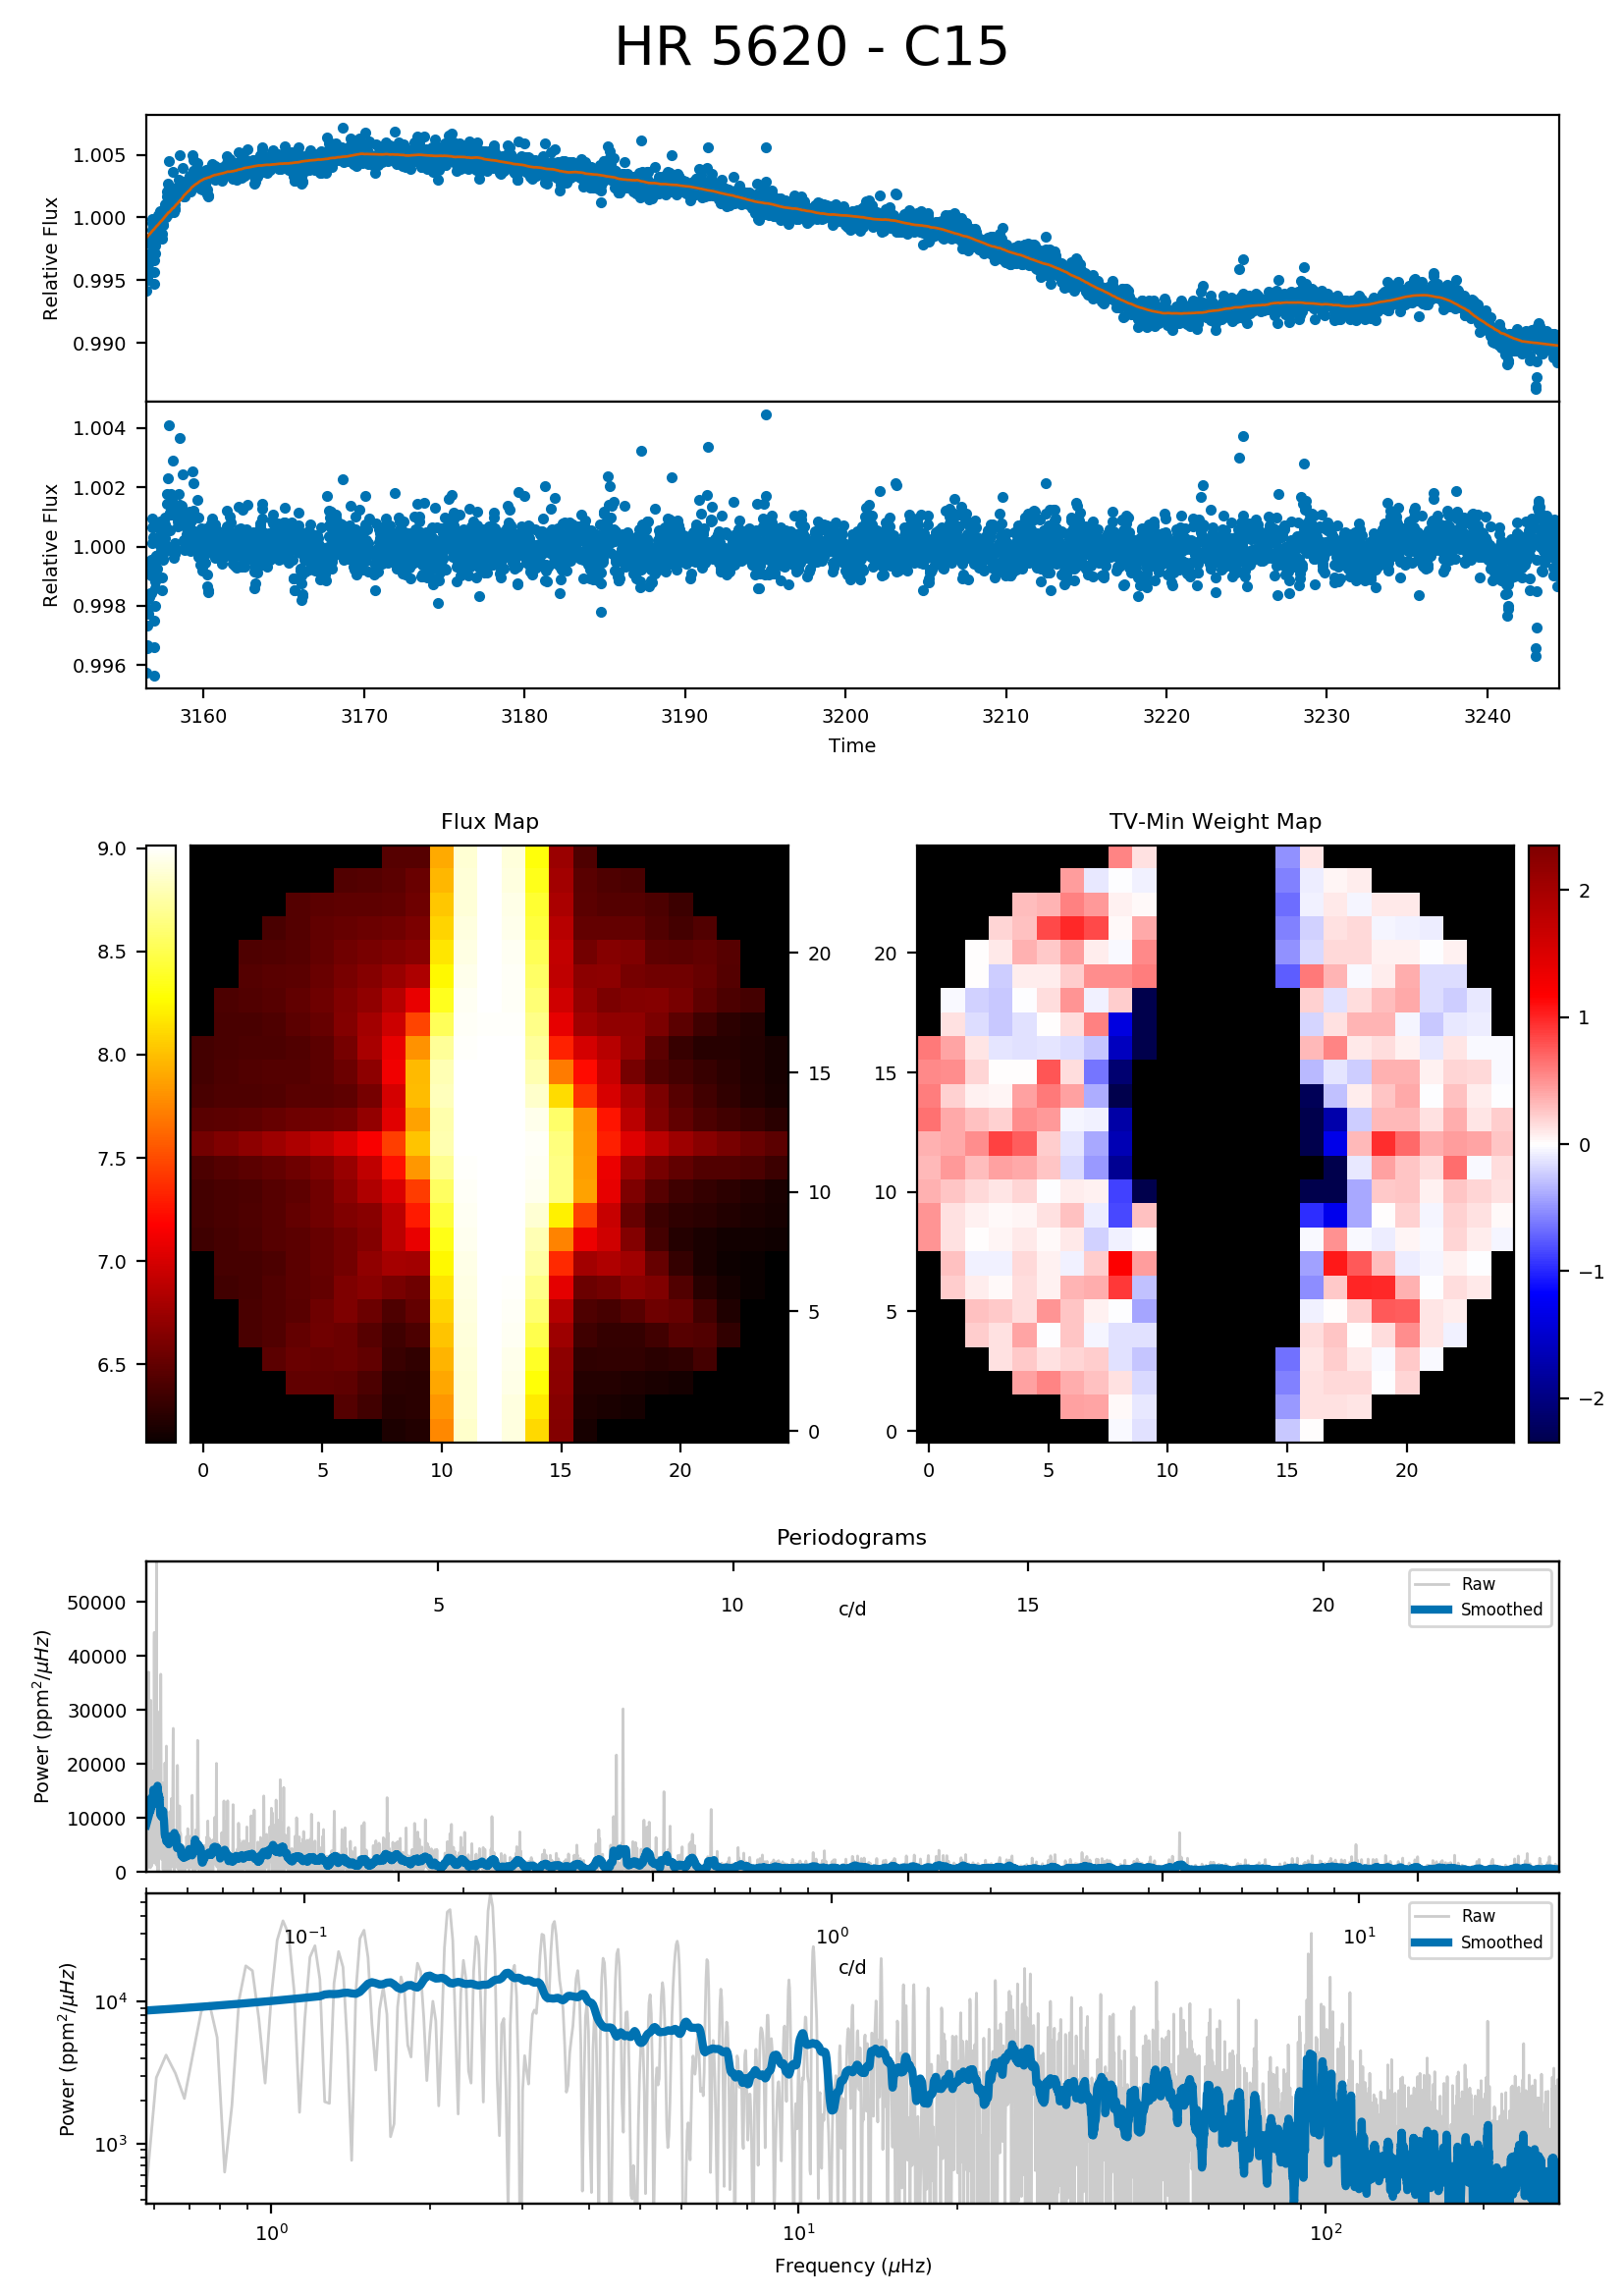 HR 5620 - C15
1.005
1.000
0.995
0.990
Relative Flux
1.004
1.002
1.000
0.998
0.996
Relative Flux
3160 3170 3180 3190 3200 3210 3220 3230 3240
Time
Flux Map
9.0
8.5
8.0
7.5
7.0
6.5
20
15
10
5
0
0 5 10 15 20
TV-Min Weight Map
20
15
10
5
0
0 5 10 15 20
2
1
0
−1
−2
Periodograms
50000
40000
30000
20000
10000
0
Power (ppm²/μHz)
5 10 15 20
c/d
Raw
Smoothed
10⁴
10³
Power (ppm²/μHz)
10⁻¹ 10⁰ 10¹
c/d
Raw
Smoothed
10⁰ 10¹ 10²
Frequency (μHz)